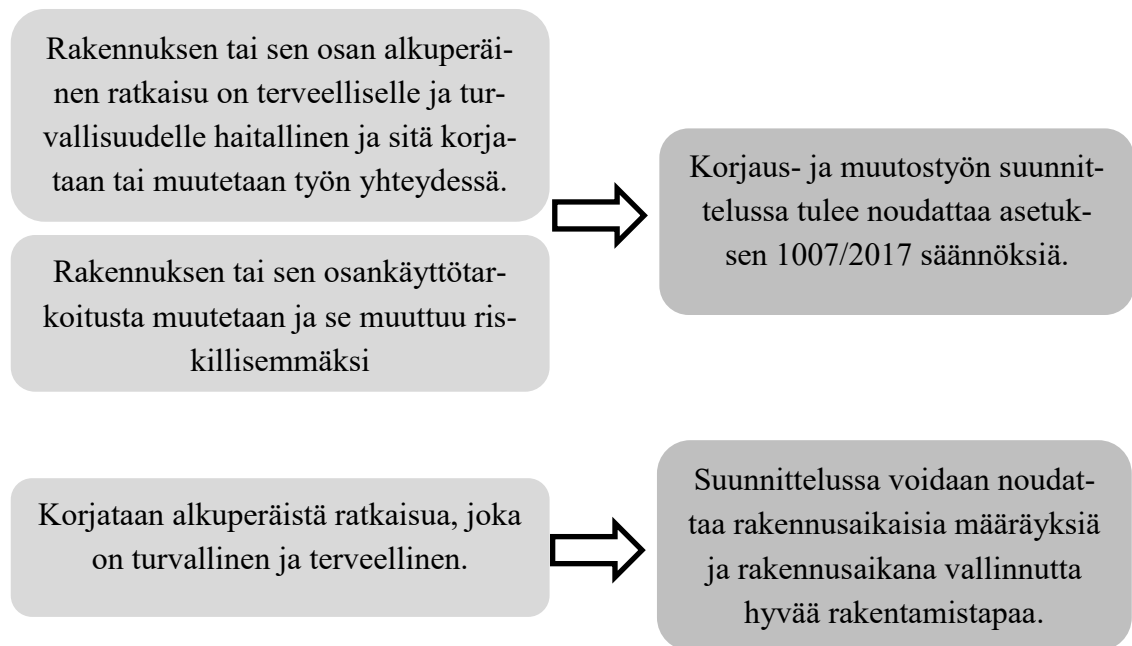 Rakennuksen tai sen osan alkuperäi-
nen ratkaisu on terveelliselle ja tur-
vallisuudelle haitallinen ja sitä korja-
taan tai muutetaan työn yhteydessä.
Rakennuksen tai sen osankäyttötar-
koitusta muutetaan ja se muuttuu ris-
killisemmäksi
Korjaus- ja muutostyön suunnit-
telussa tulee noudattaa asetuk-
sen 1007/2017 säännöksiä.
Korjataan alkuperäistä ratkaisua, joka
on turvallinen ja terveellinen.
Suunnittelussa voidaan noudat-
taa rakennusaikaisia määräyksiä
ja rakennusaikana vallinnutta
hyvää rakentamistapaa.